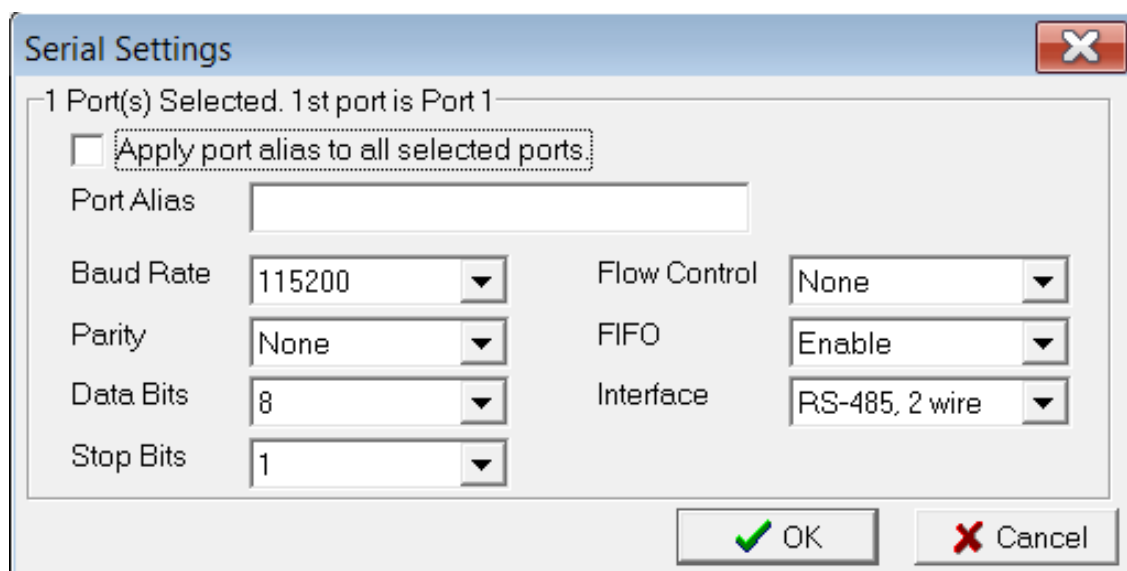 Serial Settings
1 Port(s) Selected. 1st port is Port 1
Apply port alias to all selected ports.
Port Alias
Baud Rate 115200 Flow Control None
Parity None FIFO Enable
Data Bits 8 Interface RS-485, 2 wire
Stop Bits 1
OK Cancel